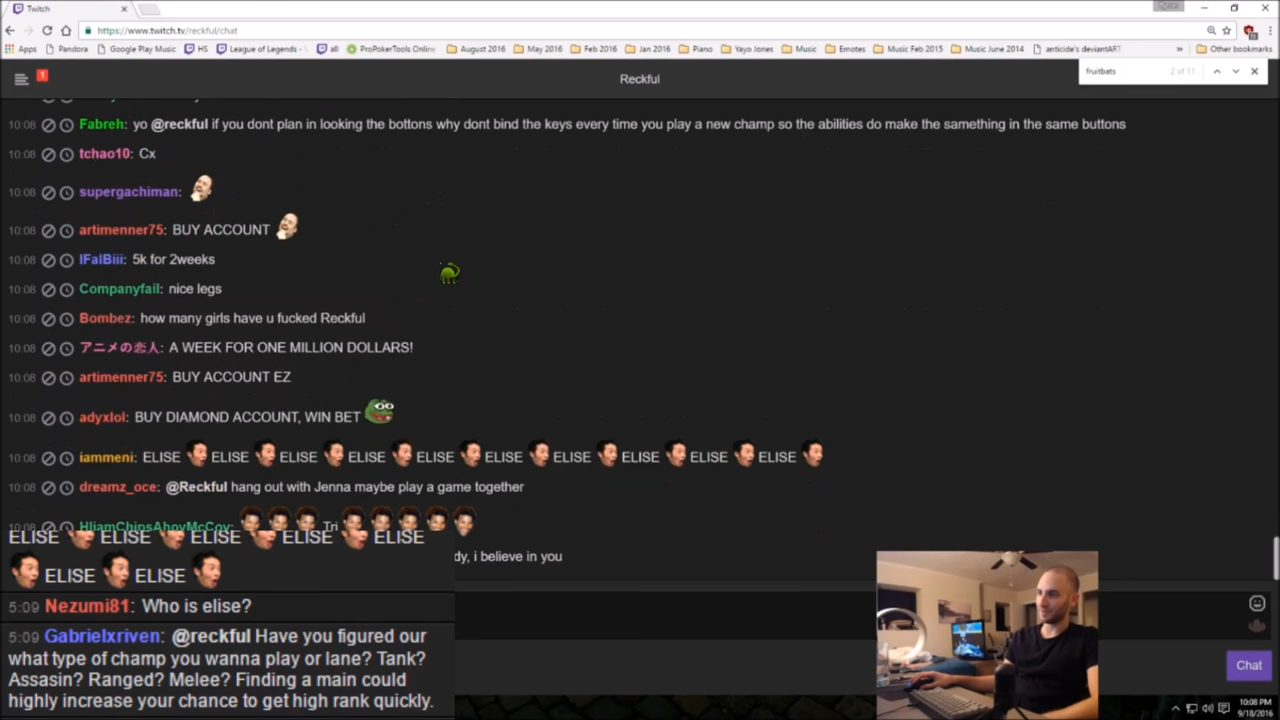 Twitch
https://www.twitch.tv/reckful/chat
Apps Pandora Google Play Music HS League of Legends - all ProPokerTools Online August 2016 May 2016 Feb 2016 Jan 2016 Piano Yayo Jones Music Emotes Music Feb 2015 Music June 2014 anticide's deviantART » Other bookmarks
fruitbats 2 of 11
1 Reckful
10:08 Fabreh: yo @reckful if you dont plan in looking the bottons why dont bind the keys every time you play a new champ so the abilities do make the samething in the same buttons
10:08 tchao10: Cx
10:08 supergachiman:
10:08 artimenner75: BUY ACCOUNT
10:08 IFalBiii: 5k for 2weeks
10:08 Companyfail: nice legs
10:08 Bombez: how many girls have u fucked Reckful
10:08 アニメの恋人: A WEEK FOR ONE MILLION DOLLARS!
10:08 artimenner75: BUY ACCOUNT EZ
10:08 adyxlol: BUY DIAMOND ACCOUNT, WIN BET
10:08 iammeni: ELISE ELISE ELISE ELISE ELISE ELISE ELISE ELISE ELISE ELISE
10:08 dreamz_oce: @Reckful hang out with Jenna maybe play a game together
10:08 HliamChipsAhoyMcCoy: Tri
dy, i believe in you
ELISE ELISE ELISE ELISE ELISE
ELISE ELISE
5:09 Nezumi81: Who is elise?
5:09 Gabrielxriven: @reckful Have you figured our
what type of champ you wanna play or lane? Tank?
Assasin? Ranged? Melee? Finding a main could
highly increase your chance to get high rank quickly.
Chat
10:08 PM
9/18/2016